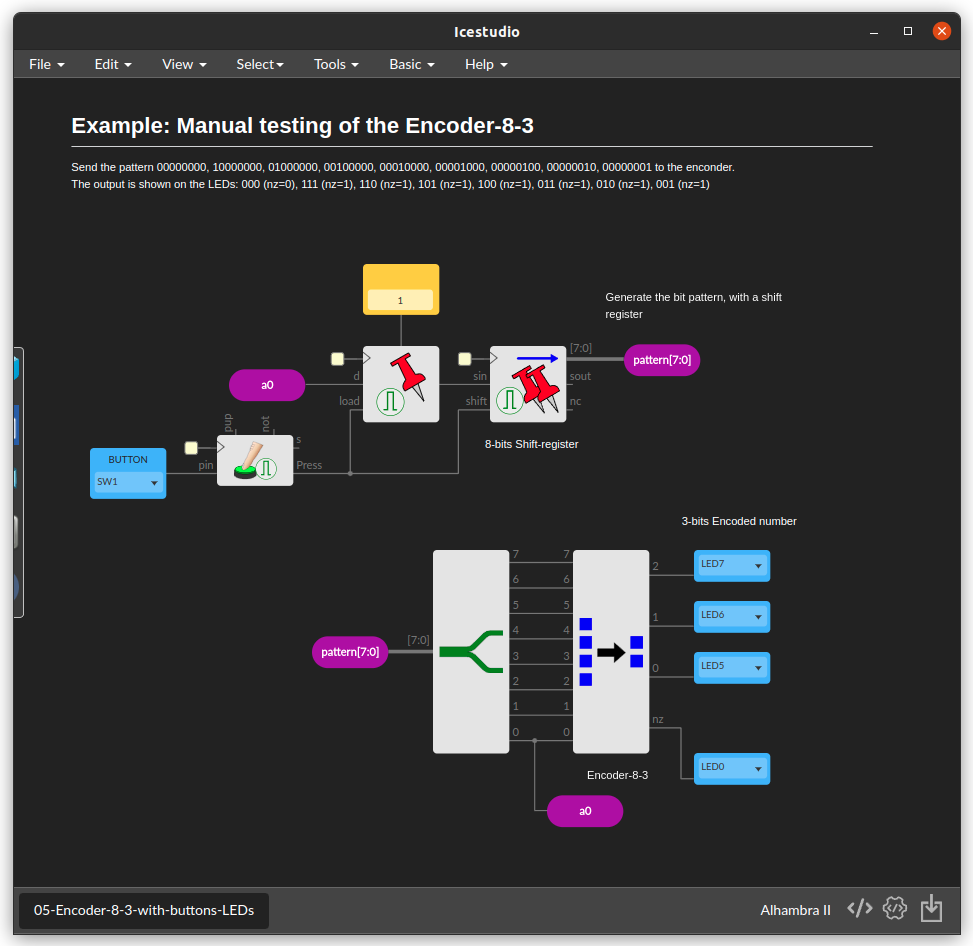 Icestudio
File Edit View Select Tools Basic Help
Example: Manual testing of the Encoder-8-3
Send the pattern 00000000, 10000000, 01000000, 00100000, 00010000, 00001000, 00000100, 00000010, 00000001 to the enconder.
The output is shown on the LEDs: 000 (nz=0), 111 (nz=1), 110 (nz=1), 101 (nz=1), 100 (nz=1), 011 (nz=1), 010 (nz=1), 001 (nz=1)
1
Generate the bit pattern, with a shift
register
[7:0]
pattern[7:0]
a0
d
sin
sout
load
shift
nc
8-bits Shift-register
pup
not
s
BUTTON
SW1
pin
Press
3-bits Encoded number
7 7
6 6
5 5
4 4
3 3
2 2
1 1
0 0
2
LED7
1
LED6
0
LED5
nz
LED0
[7:0]
pattern[7:0]
Encoder-8-3
a0
05-Encoder-8-3-with-buttons-LEDs
Alhambra II